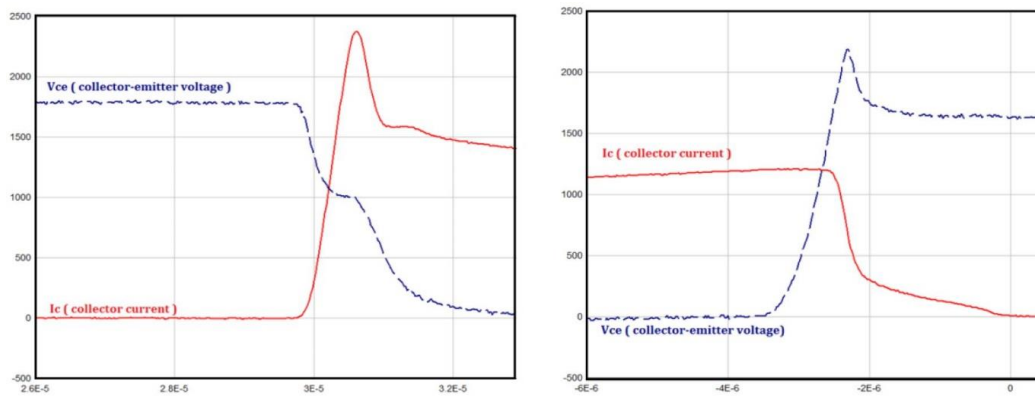 2500
2000
Vce ( collector-emitter voltage )
1500
1000
500
Ic ( collector current )
0
-500
2.6E-5 2.8E-5 3E-5 3.2E-5
2500
2000
1500
Ic ( collector current )
1000
500
0
Vce ( collector-emitter voltage)
-500
-6E-6 -4E-6 -2E-6 0